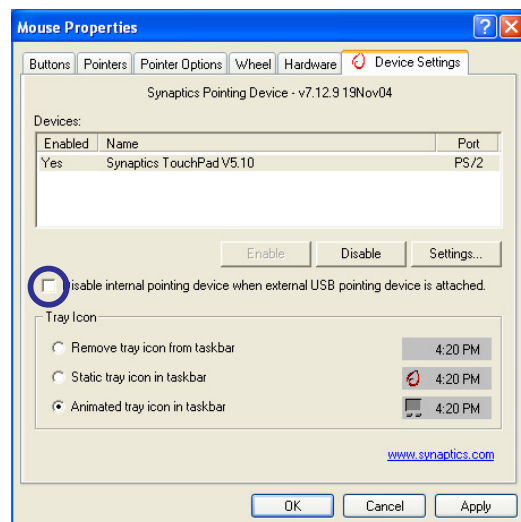 Mouse Properties
Buttons Pointers Pointer Options Wheel Hardware Device Settings
Synaptics Pointing Device - v7.12.9 19Nov04
Devices:
Enabled Name Port
Yes Synaptics TouchPad V5.10 PS/2
Enable Disable Settings...
Disable internal pointing device when external USB pointing device is attached.
Tray Icon
Remove tray icon from taskbar 4:20 PM
Static tray icon in taskbar 4:20 PM
Animated tray icon in taskbar 4:20 PM
www.synaptics.com
OK Cancel Apply